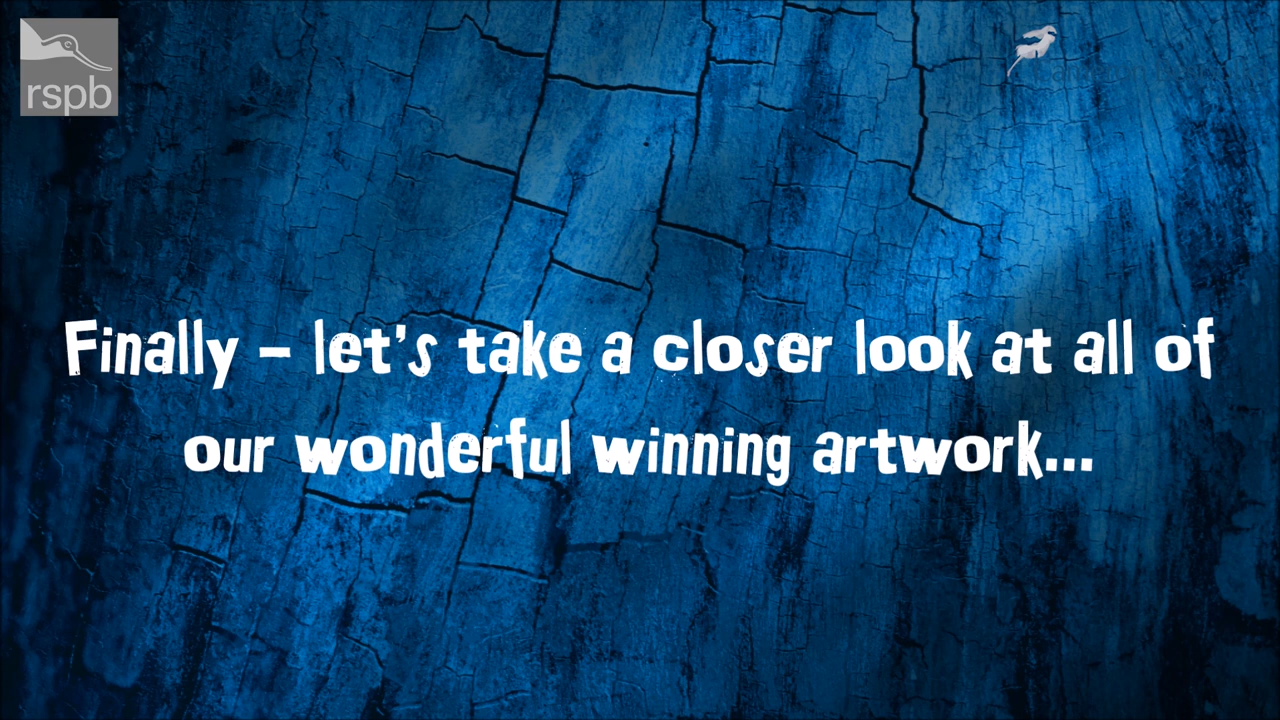 rspb
Finally – let's take a closer look at all of
our wonderful winning artwork...